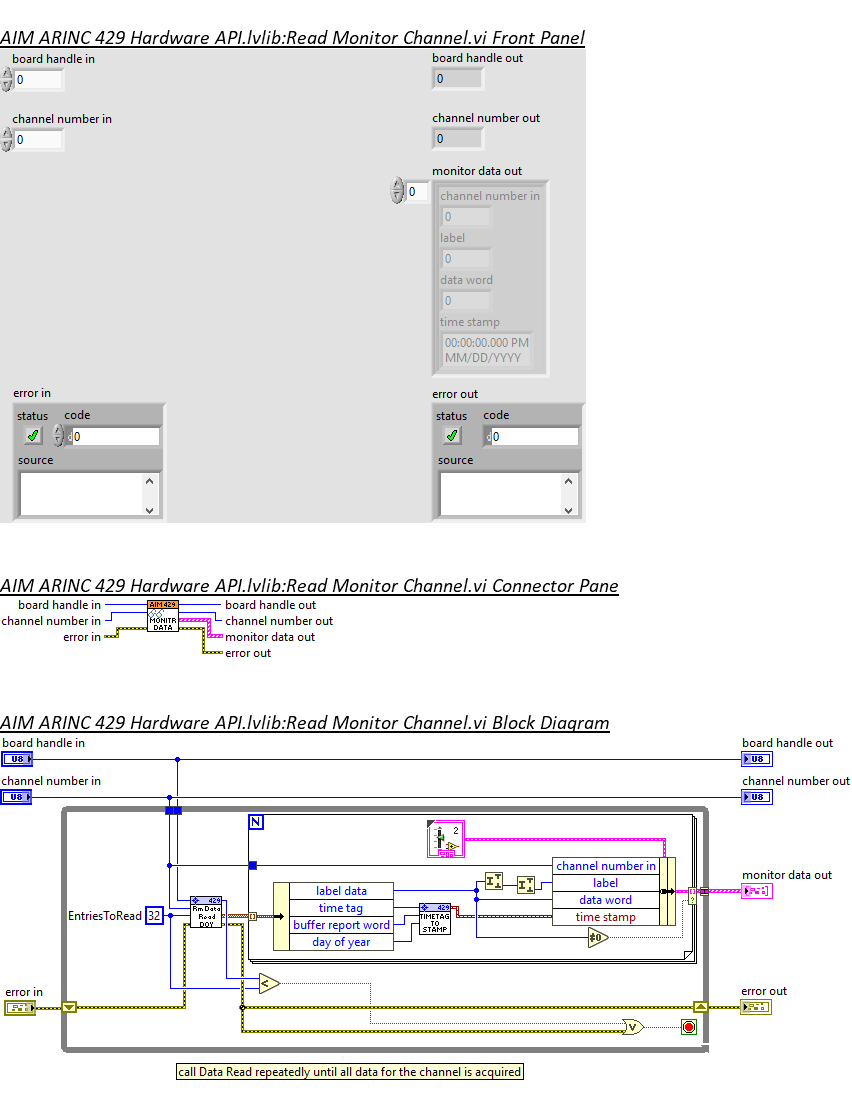 AIM ARINC 429 Hardware API.lvlib:Read Monitor Channel.vi Front Panel
board handle in
0
board handle out
0
channel number in
0
channel number out
0
monitor data out
0
channel number in
0
label
0
data word
0
time stamp
00:00:00.000 PM
MM/DD/YYYY
error in
status code
d0
source
error out
status code
d0
source
AIM ARINC 429 Hardware API.lvlib:Read Monitor Channel.vi Connector Pane
board handle in
channel number in
error in
AIM 429
MONITR
DATA
board handle out
channel number out
monitor data out
error out
AIM ARINC 429 Hardware API.lvlib:Read Monitor Channel.vi Block Diagram
board handle in
U8
board handle out
U8
channel number in
U8
channel number out
U8
N
2
channel number in
label
data word
time stamp
monitor data out
EntriesToRead 32
429
Rm Data
Read
DOY
label data
time tag
buffer report word
day of year
429
TIMETAG
TO
STAMP
≠0
<
error in
error out
V
call Data Read repeatedly until all data for the channel is acquired